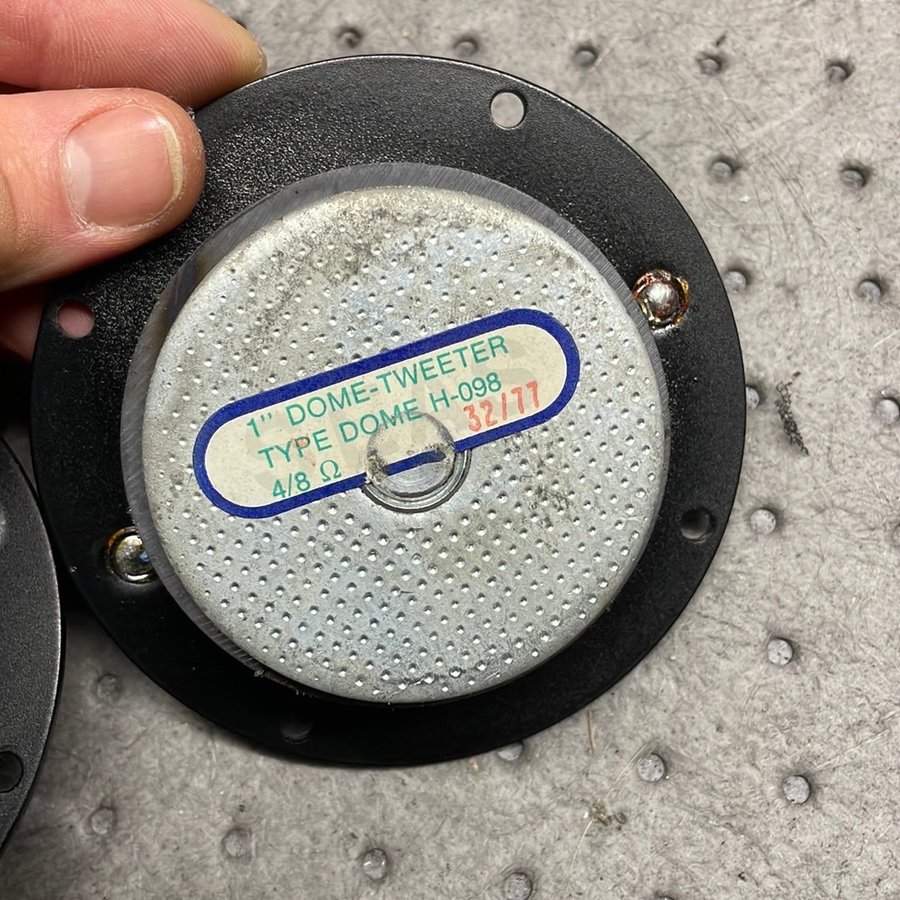 1" DOME-TWEETER
TYPE DOME H-098
32/77
4/8 Ω